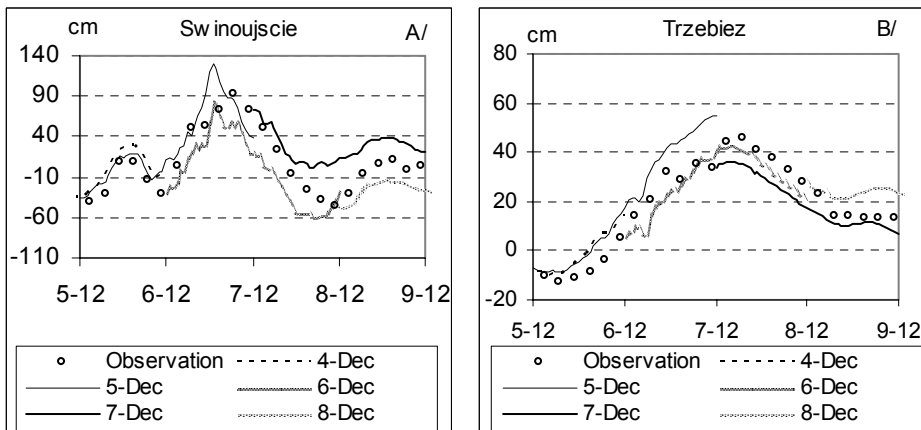 cm Swinoujscie A/
140
90
40
-10
-60
-110
5-12 6-12 7-12 8-12 9-12
Observation 4-Dec
5-Dec 6-Dec
7-Dec 8-Dec
cm Trzebiez B/
80
60
40
20
0
-20
5-12 6-12 7-12 8-12 9-12
Observation 4-Dec
5-Dec 6-Dec
7-Dec 8-Dec